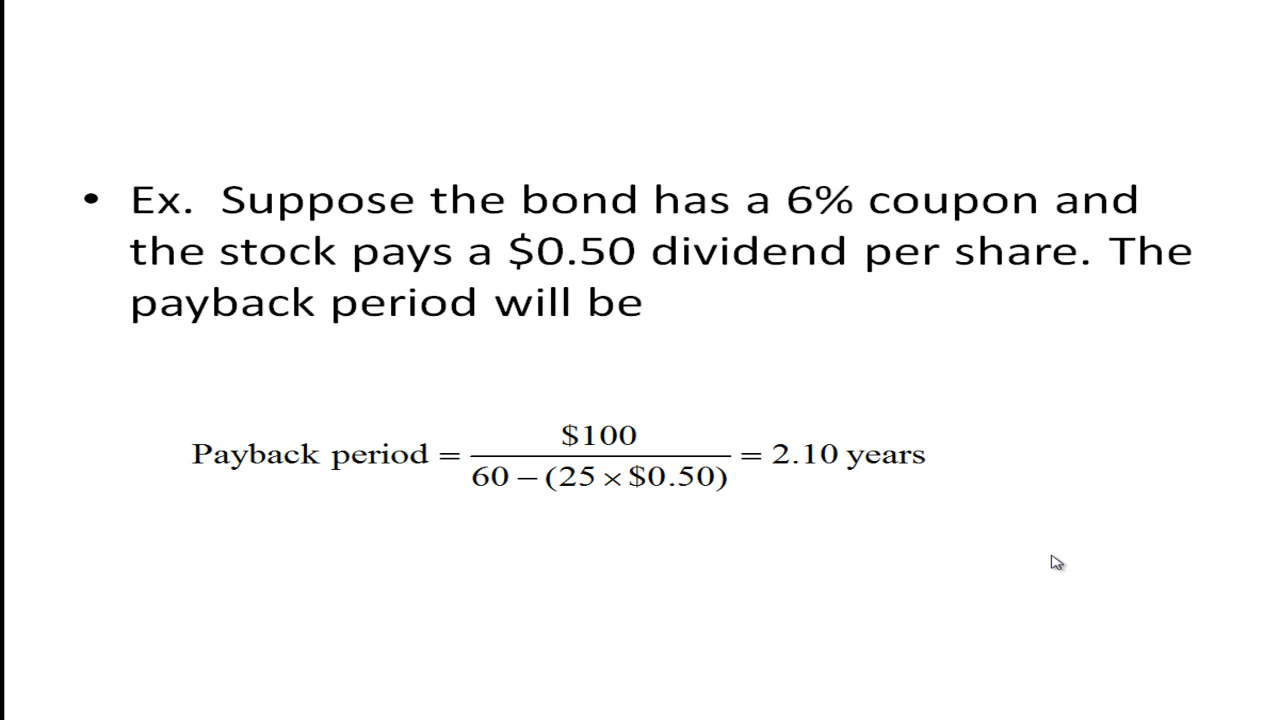 • Ex. Suppose the bond has a 6% coupon and
the stock pays a $0.50 dividend per share. The
payback period will be
Payback period = $100 / 60 − (25 × $0.50) = 2.10 years